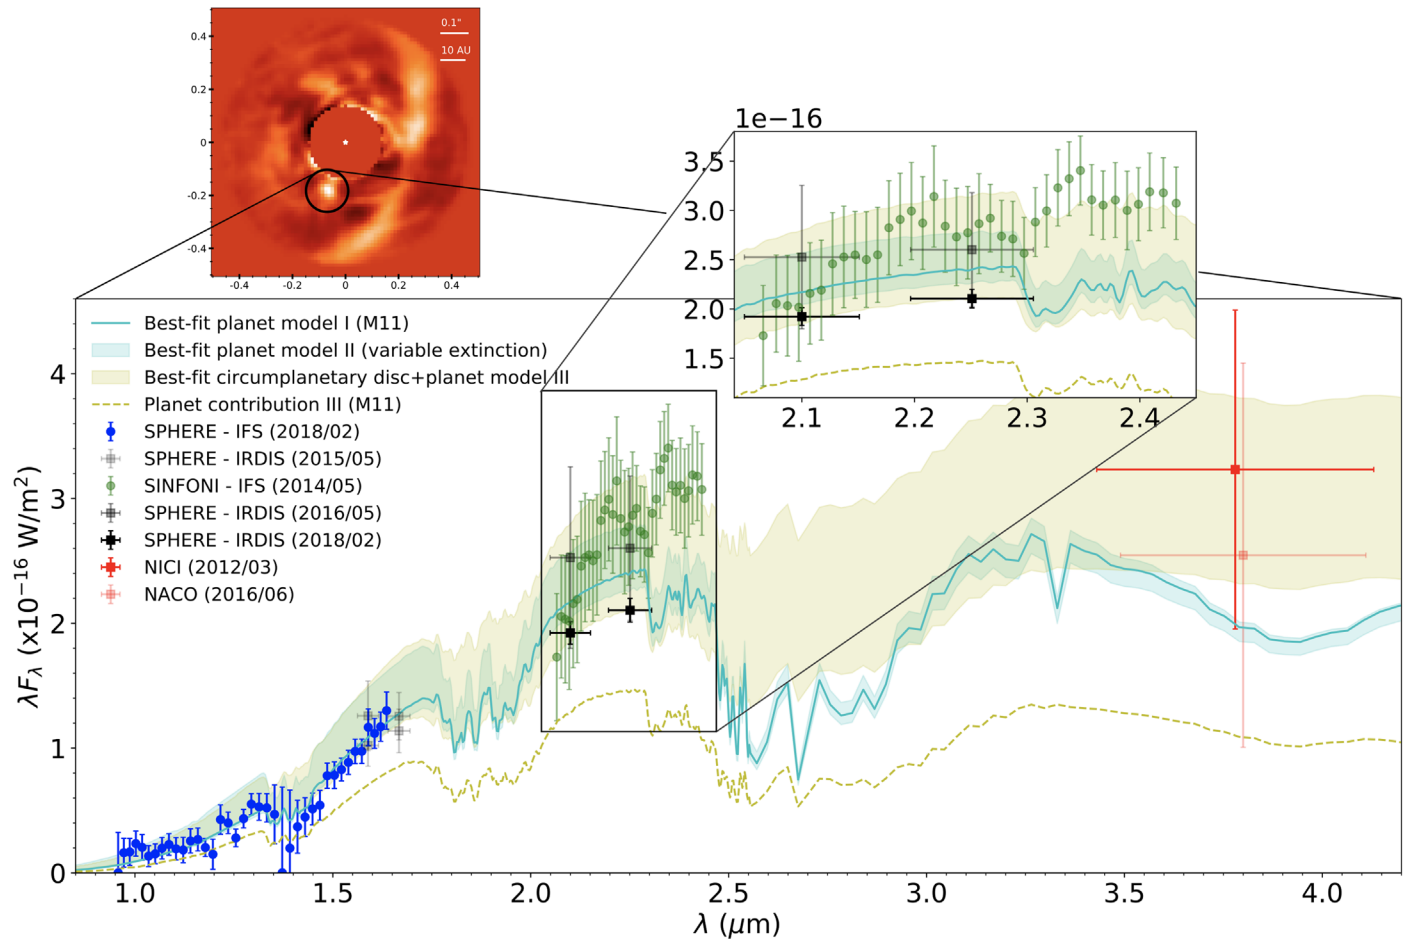 0.1"
10 AU
0.4
0.2
0
-0.2
-0.4
-0.4
-0.2
0
0.2
0.4
1e−16
3.5
3.0
2.5
2.0
1.5
2.1
2.2
2.3
2.4
Best-fit planet model I (M11)
Best-fit planet model II (variable extinction)
Best-fit circumplanetary disc+planet model III
Planet contribution III (M11)
SPHERE - IFS (2018/02)
SPHERE - IRDIS (2015/05)
SINFONI - IFS (2014/05)
SPHERE - IRDIS (2016/05)
SPHERE - IRDIS (2018/02)
NICI (2012/03)
NACO (2016/06)
4
3
2
1
0
λFλ (x10−16 W/m2)
1.0
1.5
2.0
2.5
3.0
3.5
4.0
λ (μm)